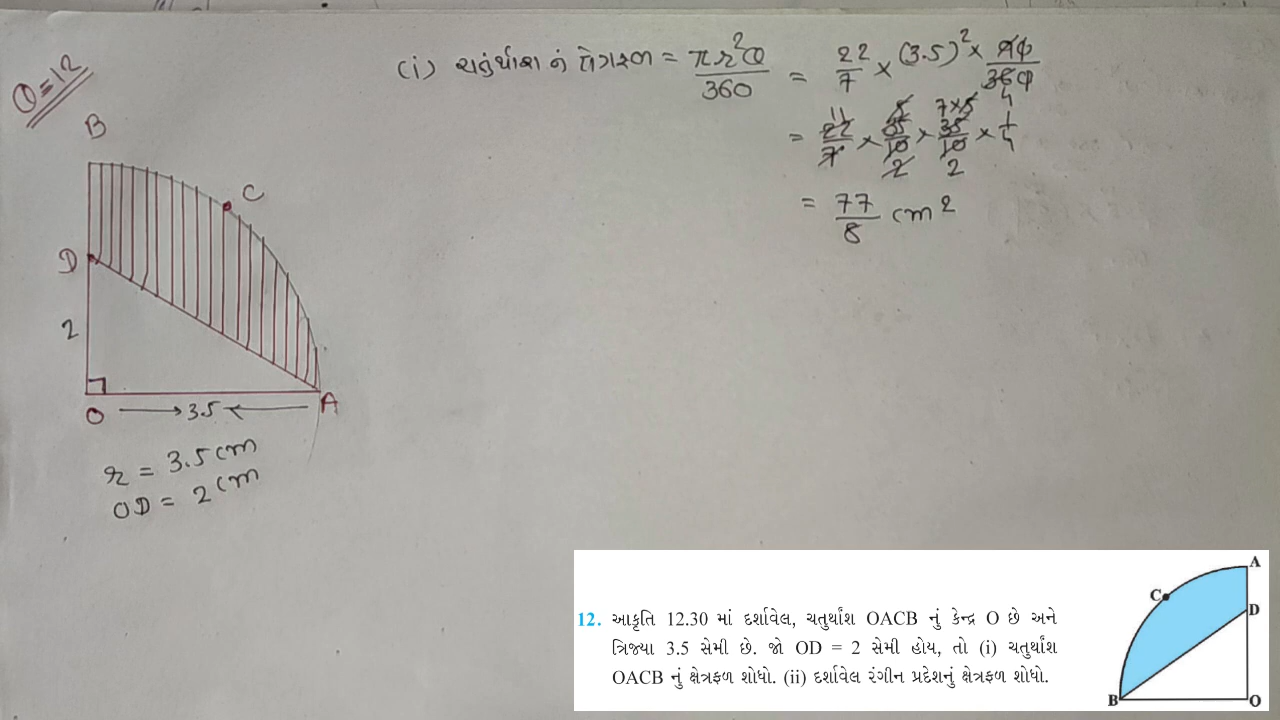 Q=12
(i) ચતુર્થાંશ નું ક્ષેત્રફળ = πr²θ/360 = 22/7 × (3.5)² × 90/360
= 22/7 × 35/10 × 35/10 × 1/4
= 77/8 cm²
B
C
D
2
O
3.5
A
r = 3.5 cm
OD = 2 cm
12. આકૃતિ 12.30 માં દર્શાવેલ, ચતુર્થાંશ OACB નું કેન્દ્ર O છે અને
ત્રિજ્યા 3.5 સેમી છે. જો OD = 2 સેમી હોય, તો (i) ચતુર્થાંશ
OACB નું ક્ષેત્રફળ શોધો. (ii) દર્શાવેલ રંગીન પ્રદેશનું ક્ષેત્રફળ શોધો.
A
C
D
B
O